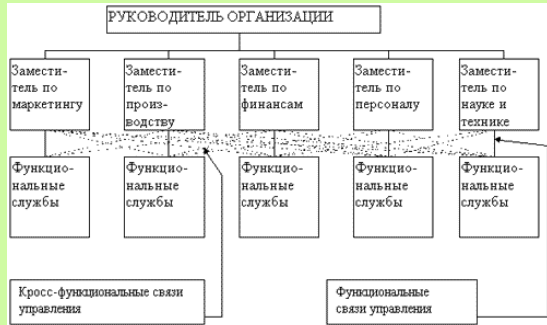 РУКОВОДИТЕЛЬ ОРГАНИЗАЦИИ
Замести-
тель по
маркетингу
Замести-
тель по
произ-
водству
Замести-
тель по
финансам
Замести-
тель по
персоналу
Замести-
тель по
науке и
технике
Функцио-
нальные
службы
Функцио-
нальные
службы
Функцио-
нальные
службы
Функцио-
нальные
службы
Функцио-
нальные
службы
Кросс-функциональные связи
управления
Функциональные
связи управления